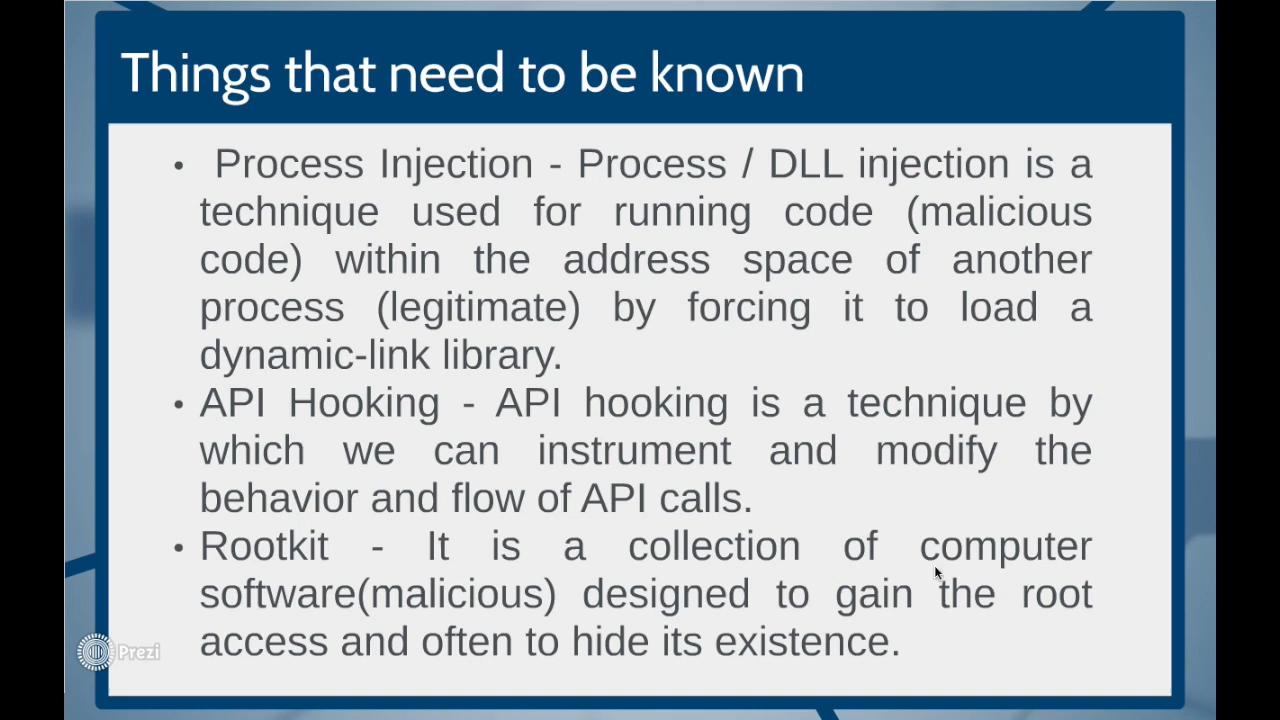 Things that need to be known
• Process Injection - Process / DLL injection is a
technique used for running code (malicious
code) within the address space of another
process (legitimate) by forcing it to load a
dynamic-link library.
• API Hooking - API hooking is a technique by
which we can instrument and modify the
behavior and flow of API calls.
• Rootkit - It is a collection of computer
software(malicious) designed to gain the root
access and often to hide its existence.
Prezi